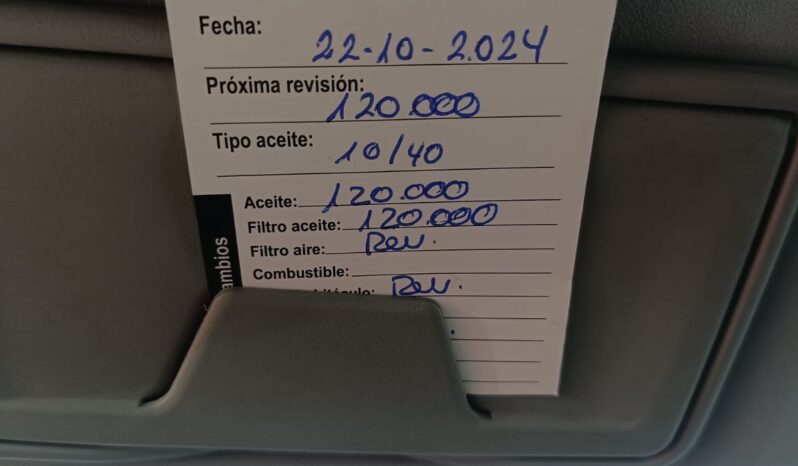 Fecha: 22-10-2.024
Próxima revisión: 120.000
Tipo aceite: 10/40
Aceite: 120.000
Filtro aceite: 120.000
Filtro aire: Rev.
Combustible:
Rev.